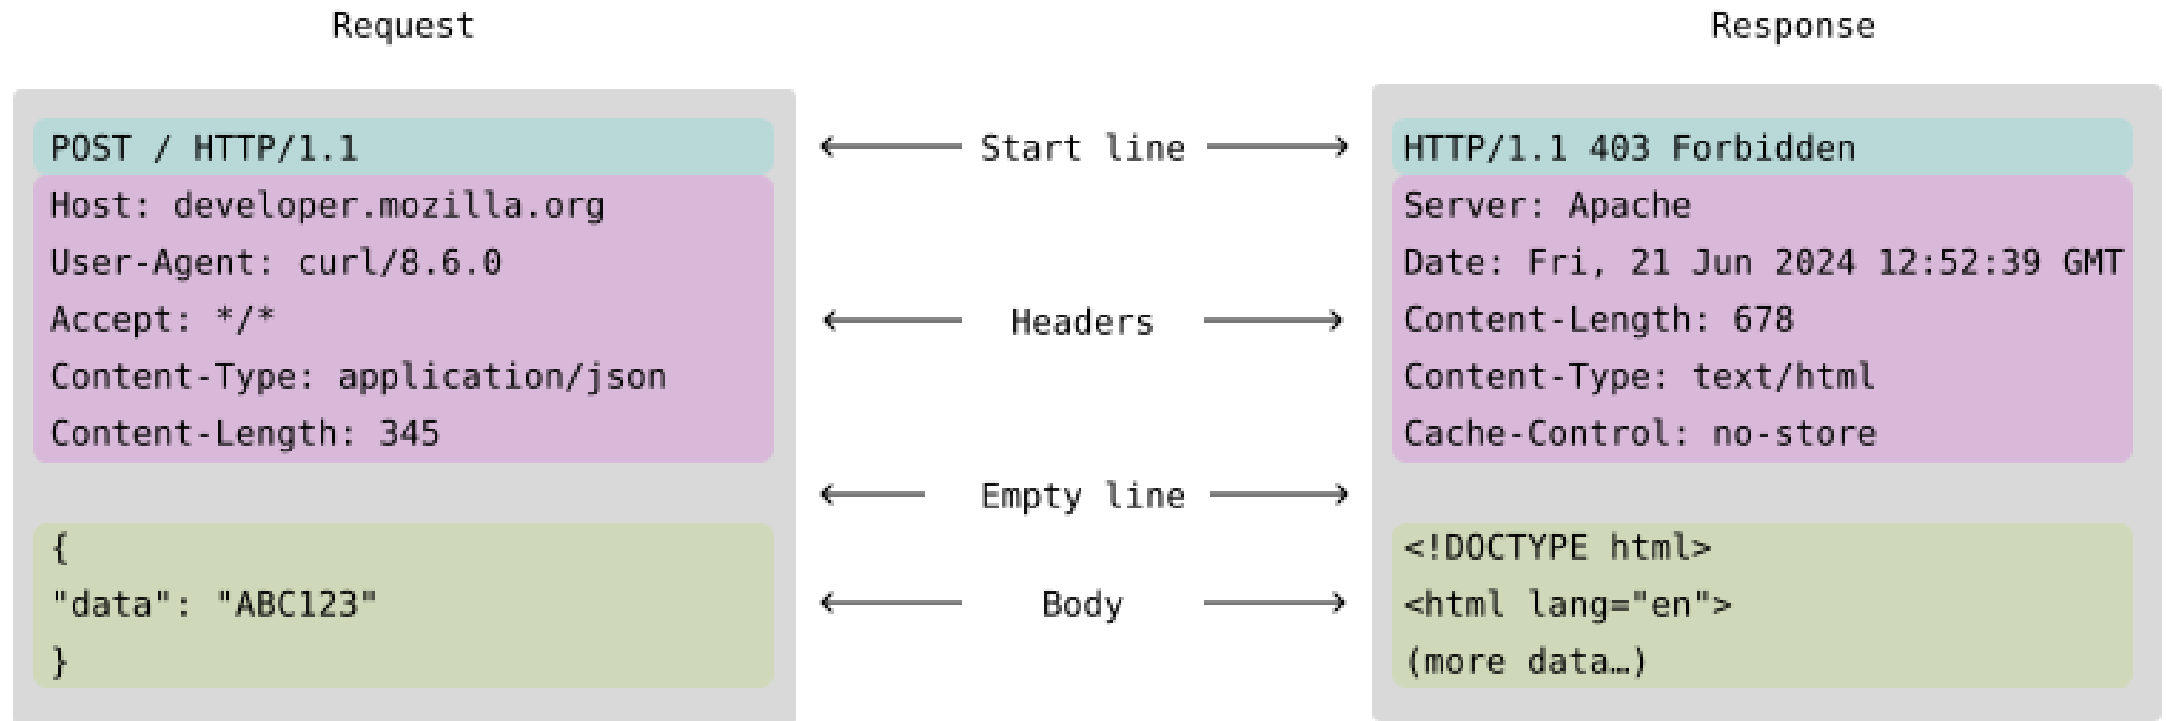 Request
POST / HTTP/1.1
Host: developer.mozilla.org
User-Agent: curl/8.6.0
Accept: */*
Content-Type: application/json
Content-Length: 345
{
"data": "ABC123"
}
Start line
Headers
Empty line
Body
Response
HTTP/1.1 403 Forbidden
Server: Apache
Date: Fri, 21 Jun 2024 12:52:39 GMT
Content-Length: 678
Content-Type: text/html
Cache-Control: no-store
<!DOCTYPE html>
<html lang="en">
(more data…)